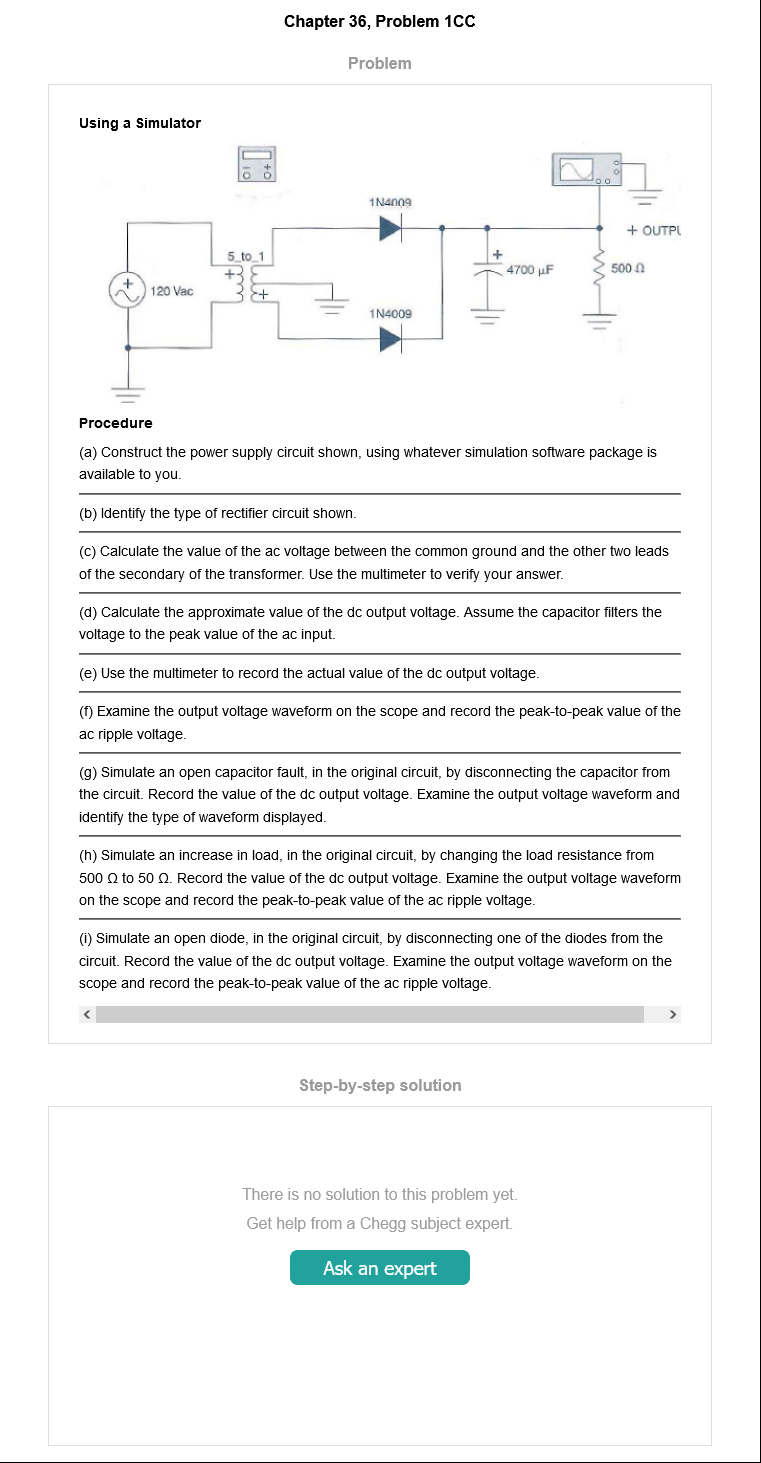 Chapter 36, Problem 1CC
Problem
Using a Simulator
1N4009
+ OUTPU
5_to_1
+
+
4700 µF
500 Ω
+
120 Vac
+
1N4009
Procedure
(a) Construct the power supply circuit shown, using whatever simulation software package is
available to you.
(b) Identify the type of rectifier circuit shown.
(c) Calculate the value of the ac voltage between the common ground and the other two leads
of the secondary of the transformer. Use the multimeter to verify your answer.
(d) Calculate the approximate value of the dc output voltage. Assume the capacitor filters the
voltage to the peak value of the ac input.
(e) Use the multimeter to record the actual value of the dc output voltage.
(f) Examine the output voltage waveform on the scope and record the peak-to-peak value of the
ac ripple voltage.
(g) Simulate an open capacitor fault, in the original circuit, by disconnecting the capacitor from
the circuit. Record the value of the dc output voltage. Examine the output voltage waveform and
identify the type of waveform displayed.
(h) Simulate an increase in load, in the original circuit, by changing the load resistance from
500 Ω to 50 Ω. Record the value of the dc output voltage. Examine the output voltage waveform
on the scope and record the peak-to-peak value of the ac ripple voltage.
(i) Simulate an open diode, in the original circuit, by disconnecting one of the diodes from the
circuit. Record the value of the dc output voltage. Examine the output voltage waveform on the
scope and record the peak-to-peak value of the ac ripple voltage.
Step-by-step solution
There is no solution to this problem yet.
Get help from a Chegg subject expert.
Ask an expert